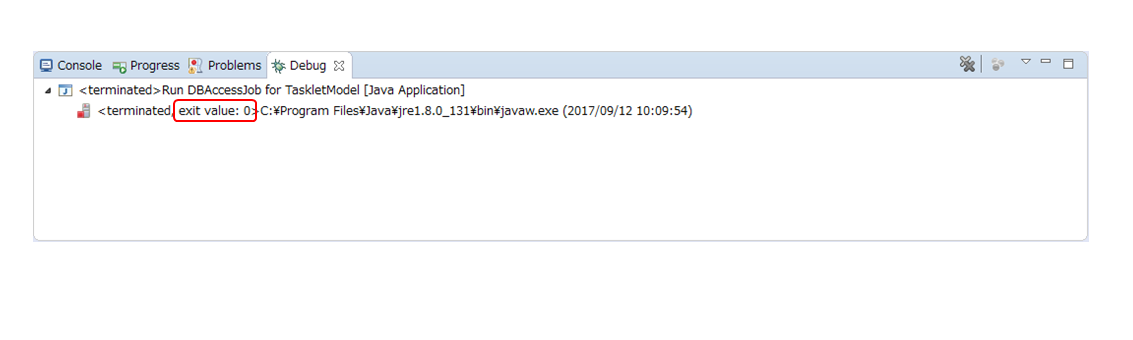 Console Progress Problems Debug
<terminated>Run DBAccessJob for TaskletModel [Java Application]
<terminated, exit value: 0>C:¥Program Files¥Java¥jre1.8.0_131¥bin¥javaw.exe (2017/09/12 10:09:54)